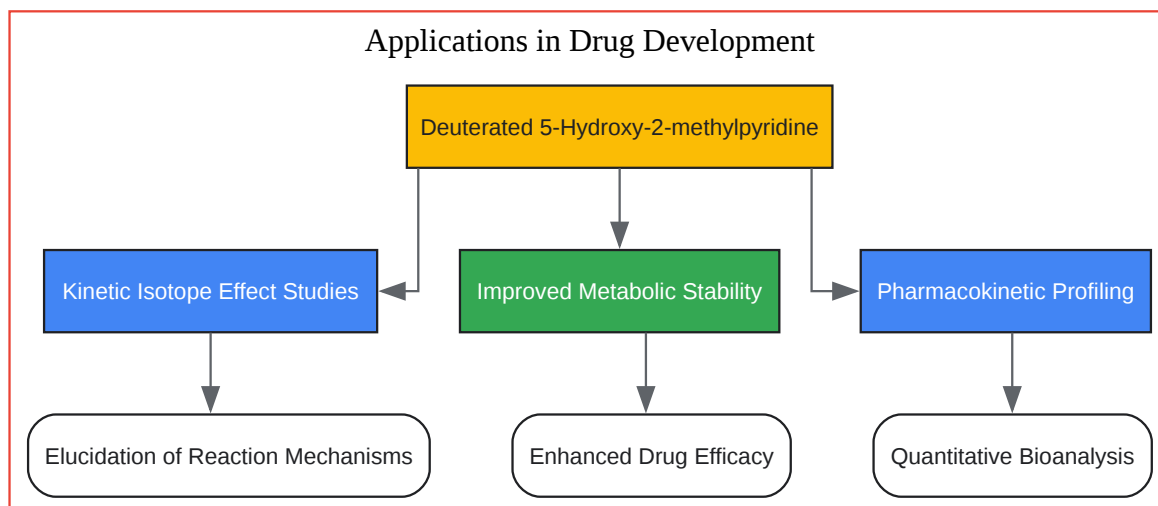 Applications in Drug Development
Deuterated 5-Hydroxy-2-methylpyridine
Kinetic Isotope Effect Studies
Improved Metabolic Stability
Pharmacokinetic Profiling
Elucidation of Reaction Mechanisms
Enhanced Drug Efficacy
Quantitative Bioanalysis